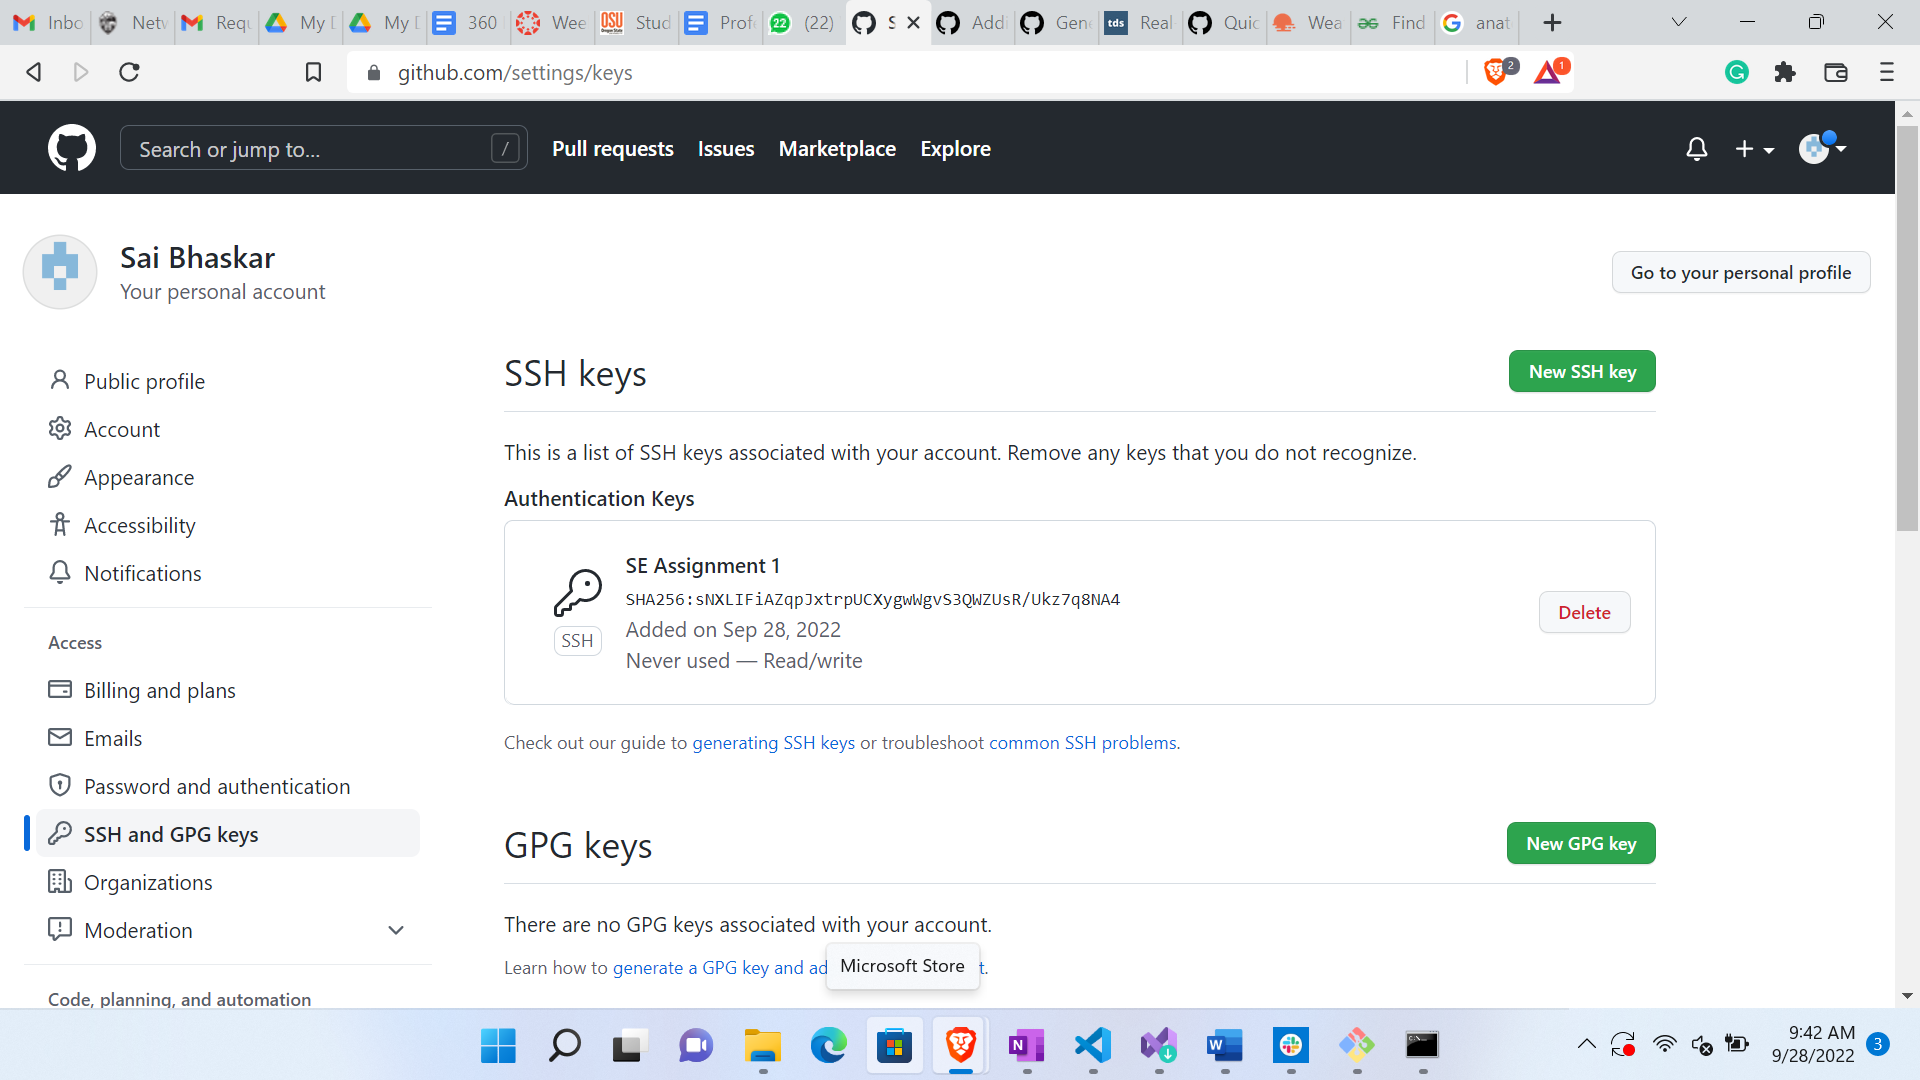 Inbo
Netv
Requ
My D
My D
360
Wee
Stud
Profe
(22)
S
Addi
Gene
Real
Quic
Wea
Find
anat
github.com/settings/keys
2
1
Search or jump to...
/
Pull requests
Issues
Marketplace
Explore
Sai Bhaskar
Your personal account
Go to your personal profile
Public profile
Account
Appearance
Accessibility
Notifications
Access
Billing and plans
Emails
Password and authentication
SSH and GPG keys
Organizations
Moderation
Code, planning, and automation
SSH keys
New SSH key
This is a list of SSH keys associated with your account. Remove any keys that you do not recognize.
Authentication Keys
SE Assignment 1
SHA256:sNXLIFiAZqpJxtrpUCXygwWgvS3QWZUsR/Ukz7q8NA4
SSH
Added on Sep 28, 2022
Never used — Read/write
Delete
Check out our guide to generating SSH keys or troubleshoot common SSH problems.
GPG keys
New GPG key
There are no GPG keys associated with your account.
Learn how to generate a GPG key and ad
t.
Microsoft Store
9:42 AM
9/28/2022
3